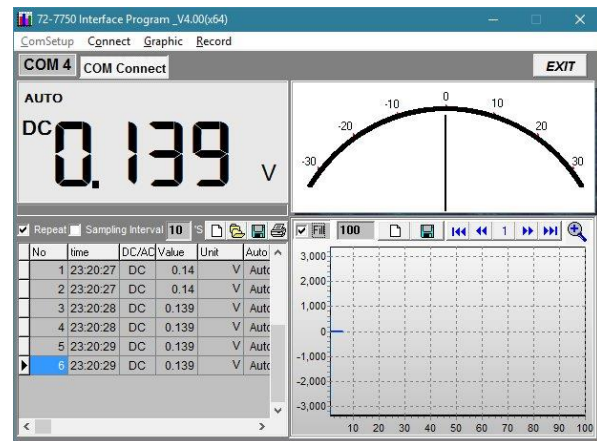 72-7750 Interface Program _V4.00(x64)
ComSetup Connect Graphic Record
COM 4 COM Connect EXIT
AUTO
DC 0.139 V
-30 -20 -10 0 10 20 30
Repeat Sampling Interval 10 'S
Fill 100 1
No time DC/AC Value Unit Auto
1 23:20:27 DC 0.14 V Auto
2 23:20:27 DC 0.14 V Auto
3 23:20:28 DC 0.139 V Auto
4 23:20:28 DC 0.139 V Auto
5 23:20:29 DC 0.139 V Auto
6 23:20:29 DC 0.139 V Auto
3,000
2,000
1,000
0
-1,000
-2,000
-3,000
10 20 30 40 50 60 70 80 90 100